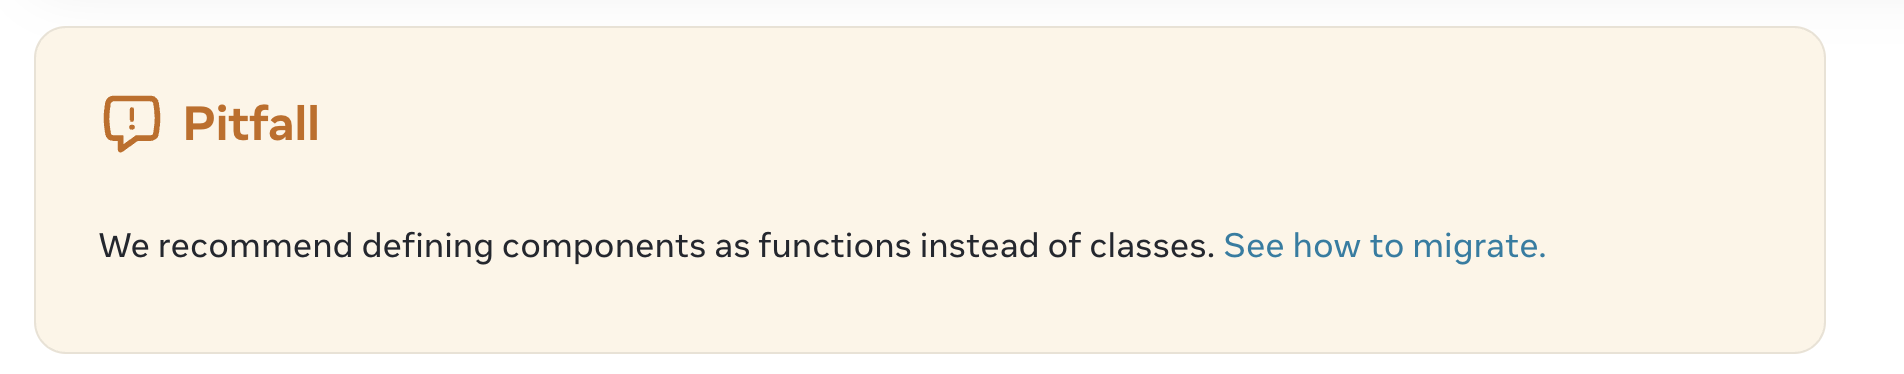 Pitfall
We recommend defining components as functions instead of classes. See how to migrate.